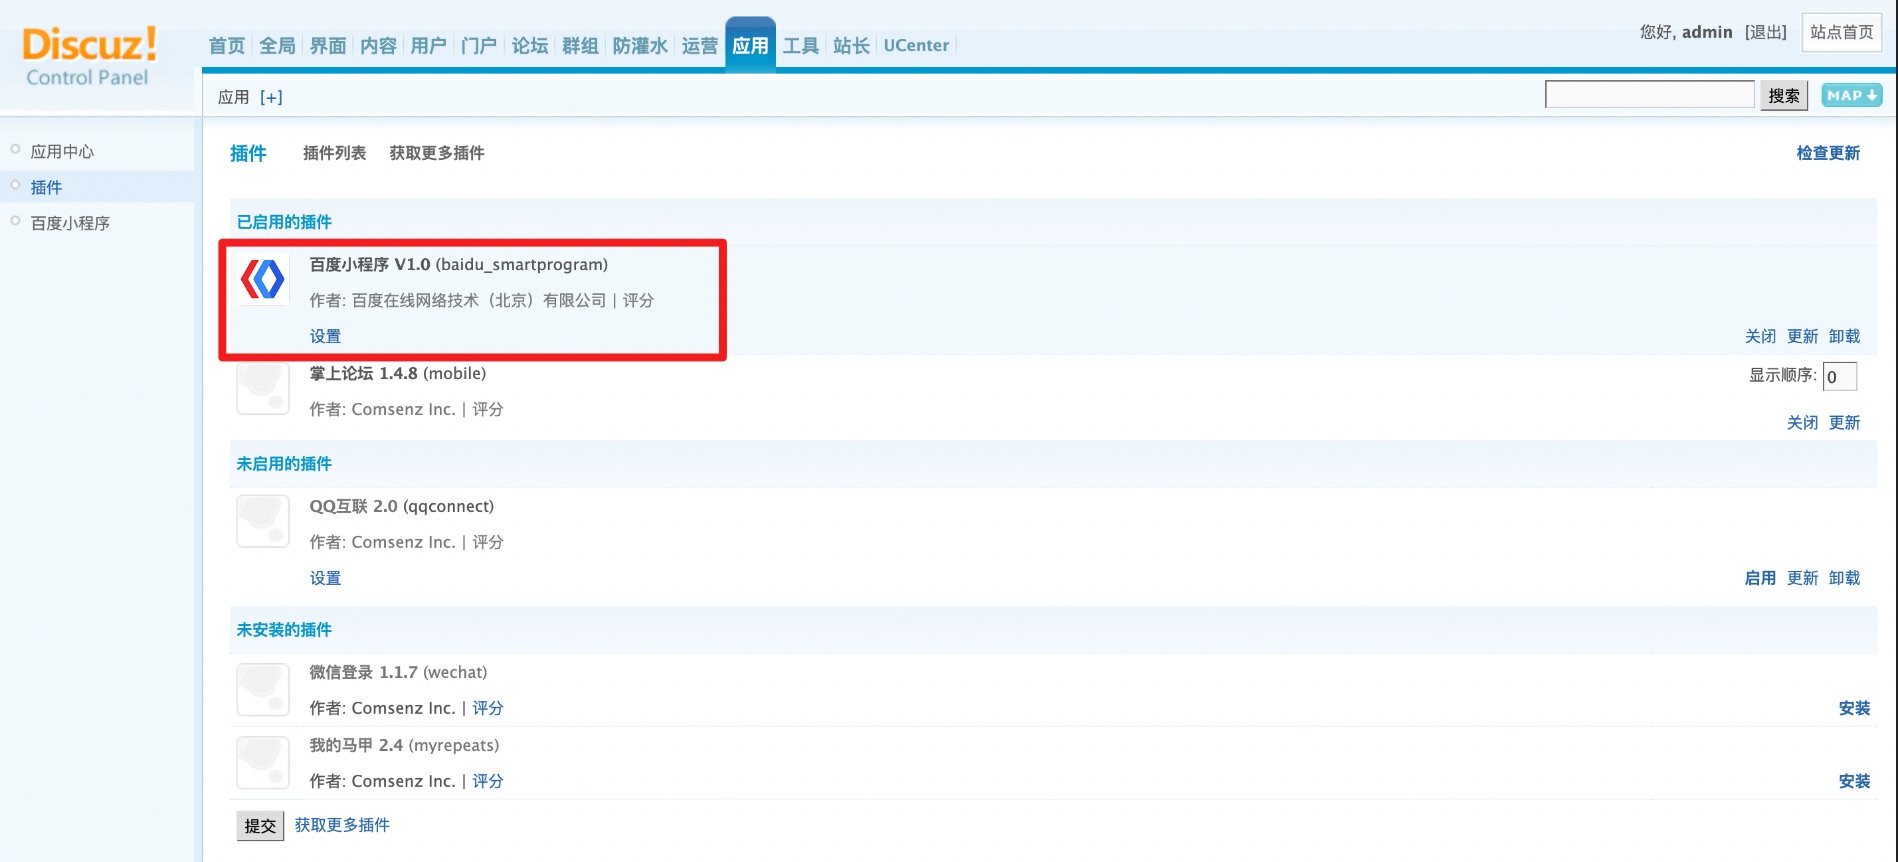 Discuz!
Control Panel
首页 全局 界面 内容 用户 门户 论坛 群组 防灌水 运营 应用 工具 站长 UCenter
您好, admin [退出] 站点首页
应用 [+] 搜索 MAP
应用中心
插件
百度小程序
插件 插件列表 获取更多插件 检查更新
已启用的插件
百度小程序 V1.0 (baidu_smartprogram)
作者: 百度在线网络技术（北京）有限公司 | 评分
设置 关闭 更新 卸载
掌上论坛 1.4.8 (mobile) 显示顺序: 0
作者: Comsenz Inc. | 评分
关闭 更新
未启用的插件
QQ互联 2.0 (qqconnect)
作者: Comsenz Inc. | 评分
设置 启用 更新 卸载
未安装的插件
微信登录 1.1.7 (wechat)
作者: Comsenz Inc. | 评分 安装
我的马甲 2.4 (myrepeats)
作者: Comsenz Inc. | 评分 安装
提交 获取更多插件